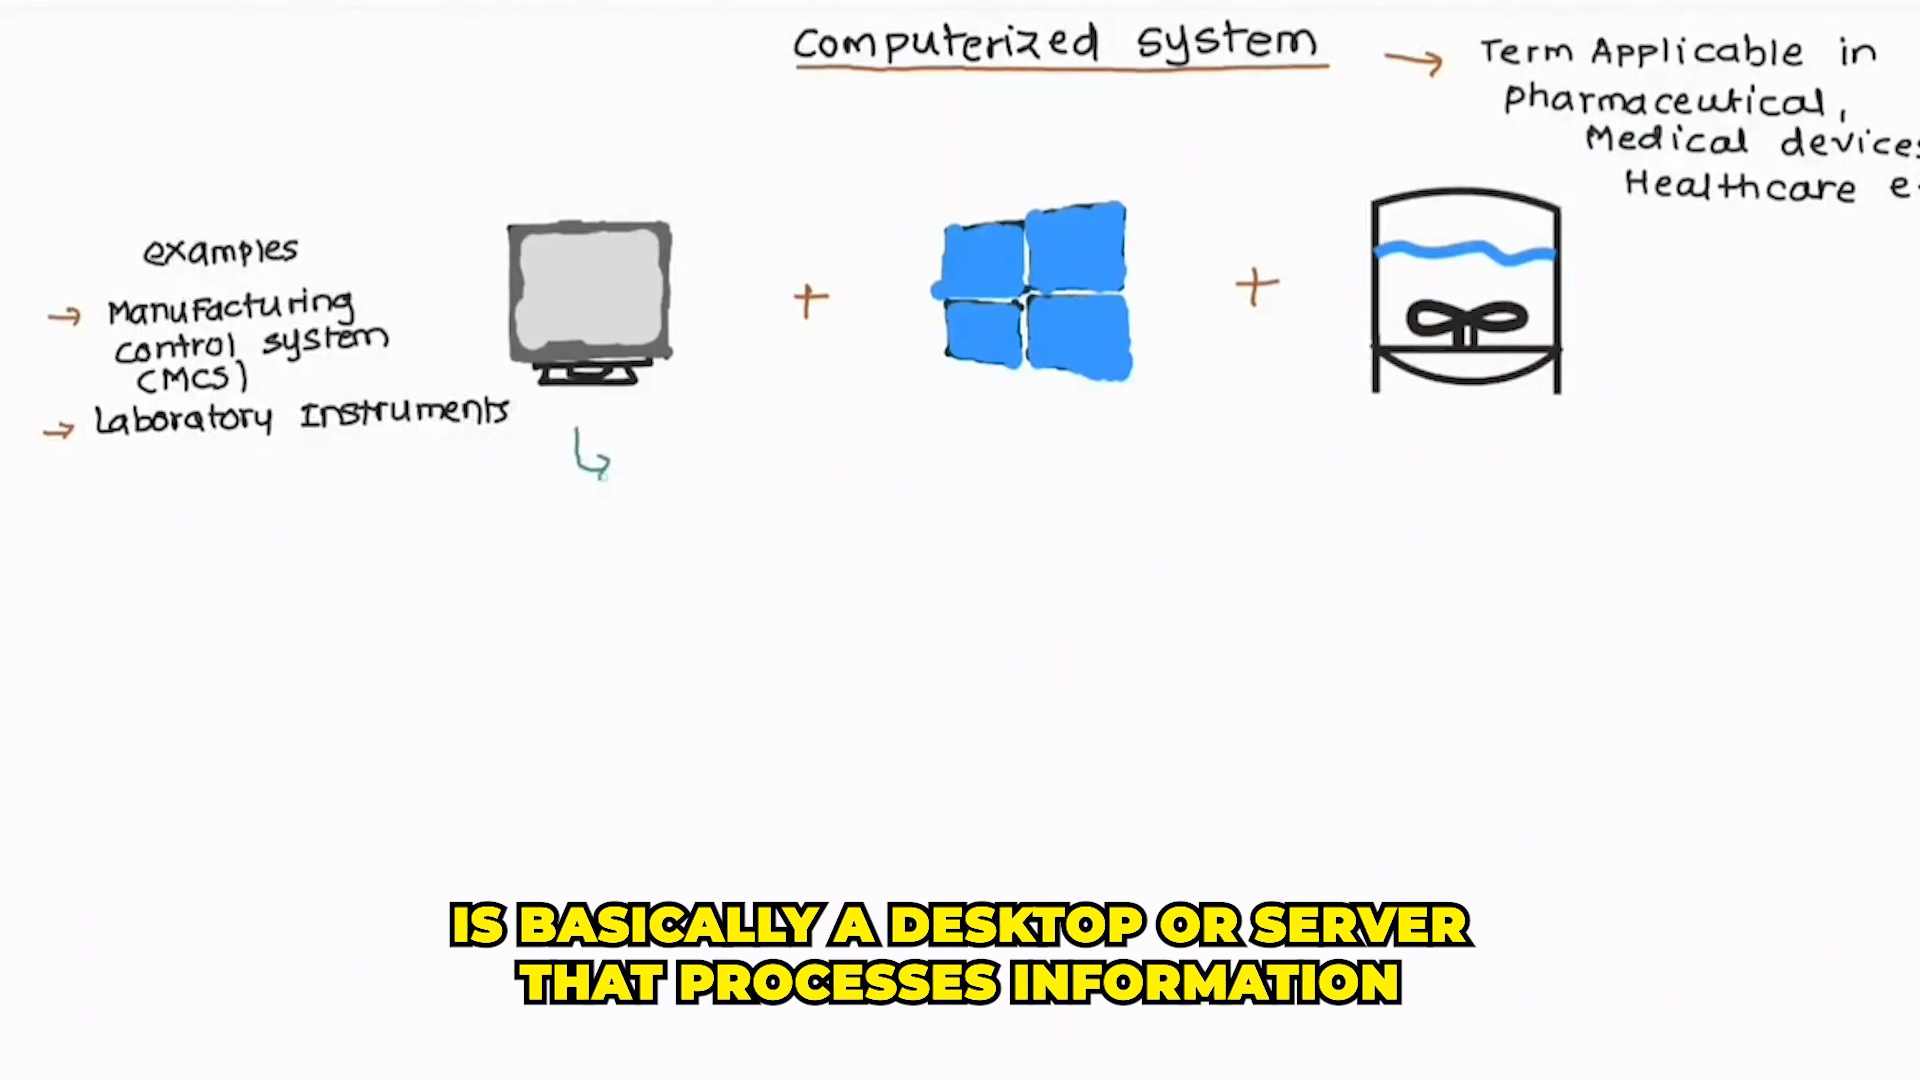 computerized system
Term Applicable in
pharmaceutical,
Medical devices
Healthcare e
examples
→ Manufacturing
control system
(MCS)
→ Laboratory Instruments
+
+
IS BASICALLY A DESKTOP OR SERVER
THAT PROCESSES INFORMATION